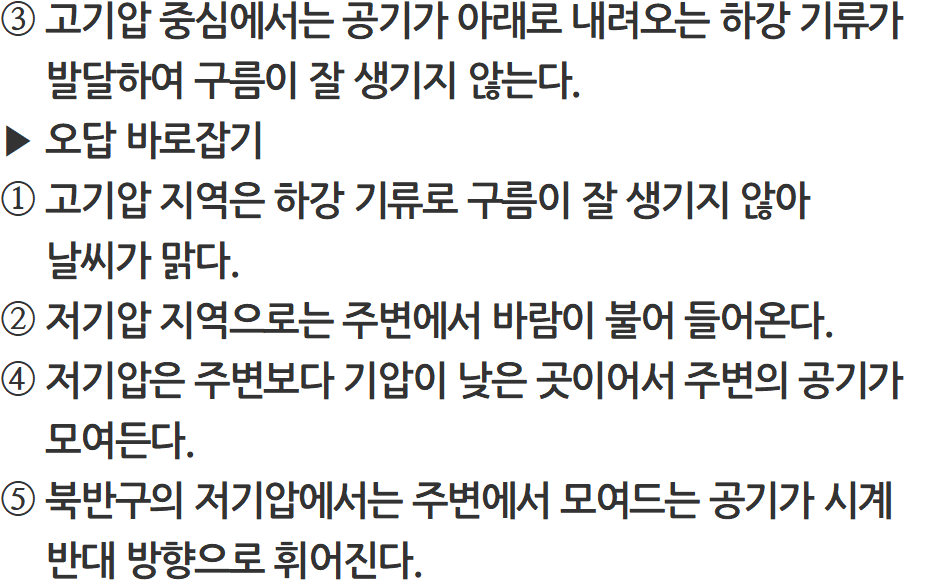 ③ 고기압 중심에서는 공기가 아래로 내려오는 하강 기류가
발달하여 구름이 잘 생기지 않는다.
▶ 오답 바로잡기
① 고기압 지역은 하강 기류로 구름이 잘 생기지 않아
날씨가 맑다.
② 저기압 지역으로는 주변에서 바람이 불어 들어온다.
④ 저기압은 주변보다 기압이 낮은 곳이어서 주변의 공기가
모여든다.
⑤ 북반구의 저기압에서는 주변에서 모여드는 공기가 시계
반대 방향으로 휘어진다.